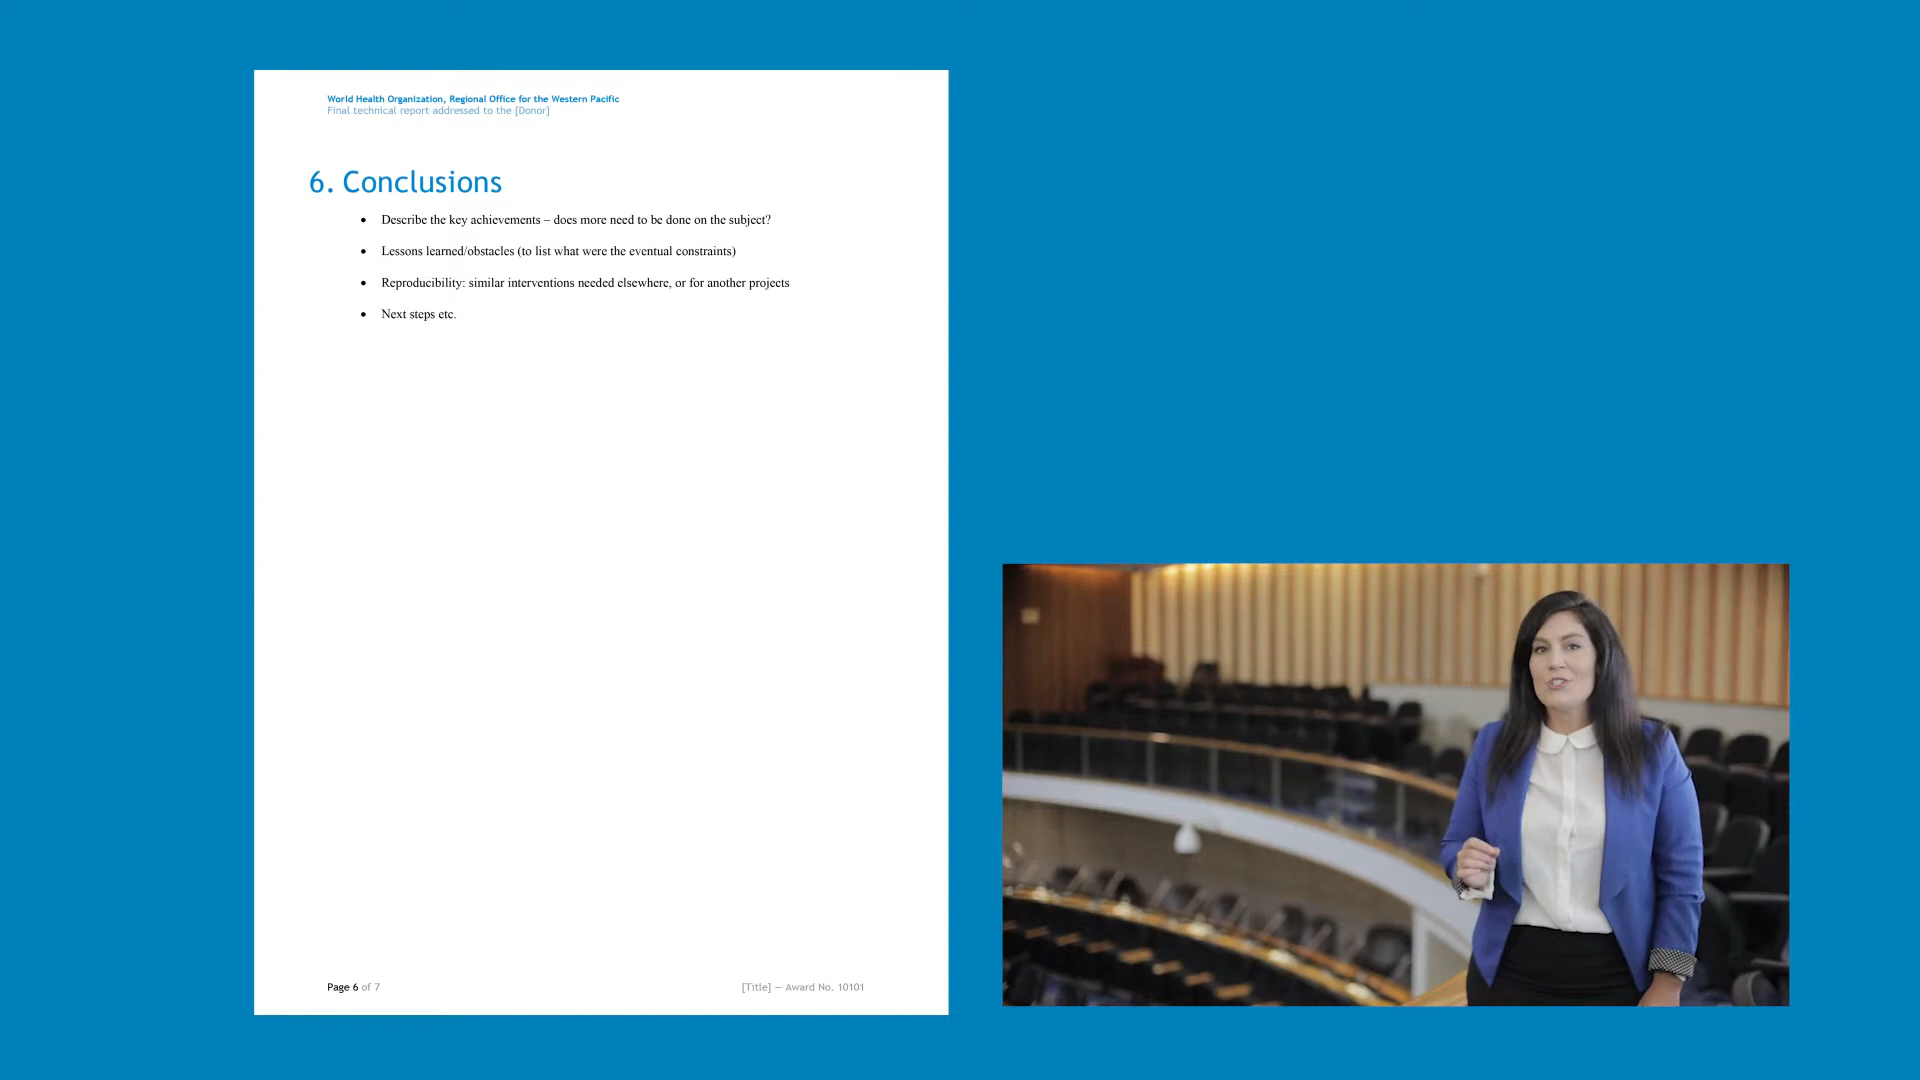 World Health Organization, Regional Office for the Western Pacific
Final technical report addressed to the [Donor]
6. Conclusions
• Describe the key achievements – does more need to be done on the subject?
• Lessons learned/obstacles (to list what were the eventual constraints)
• Reproducibility: similar interventions needed elsewhere, or for another projects
• Next steps etc.
Page 6 of 7
[Title] — Award No. 10101